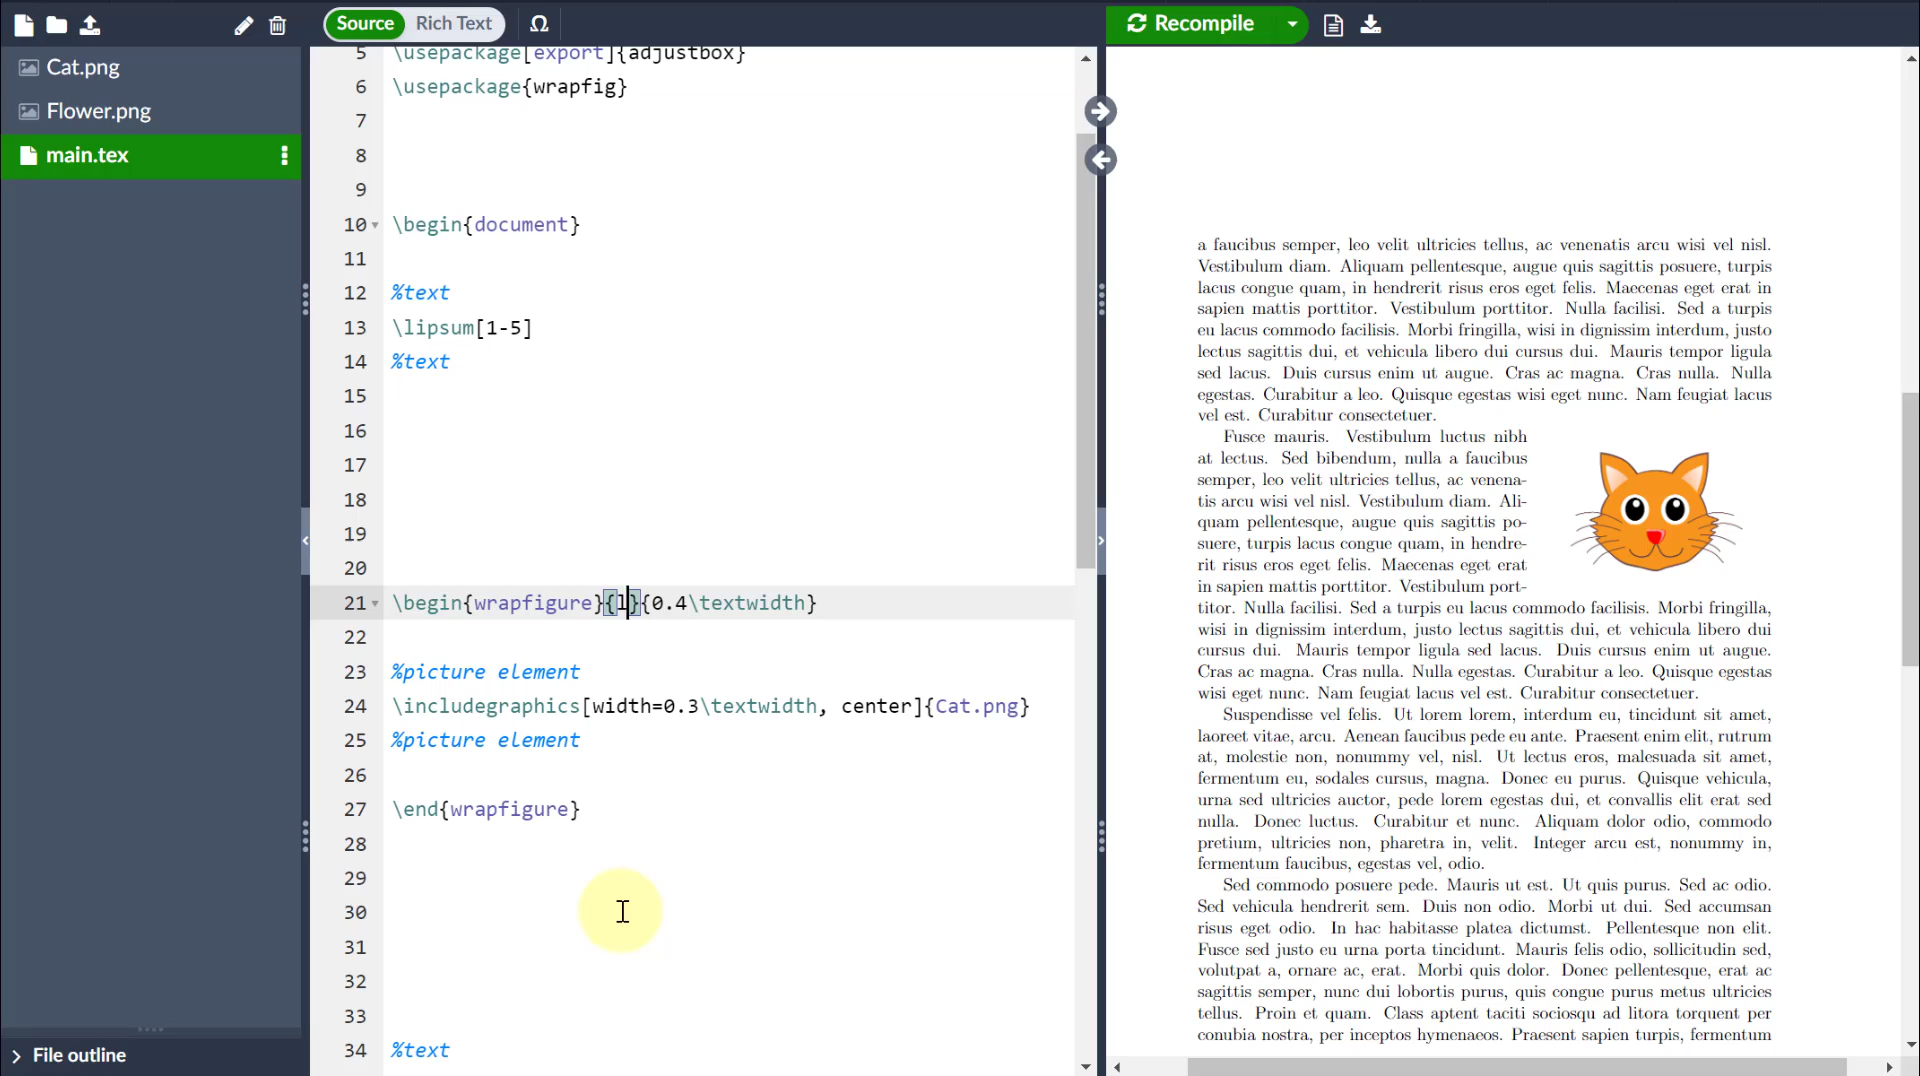 Source Rich Text Ω Recompile
Cat.png
Flower.png
main.tex
File outline
5 \usepackage[export]{adjustbox}
6 \usepackage{wrapfig}
7
8
9
10 \begin{document}
11
12 %text
13 \lipsum[1-5]
14 %text
15
16
17
18
19
20
21 \begin{wrapfigure}{l}{0.4\textwidth}
22
23 %picture element
24 \includegraphics[width=0.3\textwidth, center]{Cat.png}
25 %picture element
26
27 \end{wrapfigure}
28
29
30
31
32
33
34 %text
a faucibus semper, leo velit ultricies tellus, ac venenatis arcu wisi vel nisl.
Vestibulum diam. Aliquam pellentesque, augue quis sagittis posuere, turpis
lacus congue quam, in hendrerit risus eros eget felis. Maecenas eget erat in
sapien mattis porttitor. Vestibulum porttitor. Nulla facilisi. Sed a turpis
eu lacus commodo facilisis. Morbi fringilla, wisi in dignissim interdum, justo
lectus sagittis dui, et vehicula libero dui cursus dui. Mauris tempor ligula
sed lacus. Duis cursus enim ut augue. Cras ac magna. Cras nulla. Nulla
egestas. Curabitur a leo. Quisque egestas wisi eget nunc. Nam feugiat lacus
vel est. Curabitur consectetuer.
Fusce mauris. Vestibulum luctus nibh
at lectus. Sed bibendum, nulla a faucibus
semper, leo velit ultricies tellus, ac venena-
tis arcu wisi vel nisl. Vestibulum diam. Ali-
quam pellentesque, augue quis sagittis po-
suere, turpis lacus congue quam, in hendre-
rit risus eros eget felis. Maecenas eget erat
in sapien mattis porttitor. Vestibulum port-
titor. Nulla facilisi. Sed a turpis eu lacus commodo facilisis. Morbi fringilla,
wisi in dignissim interdum, justo lectus sagittis dui, et vehicula libero dui
cursus dui. Mauris tempor ligula sed lacus. Duis cursus enim ut augue.
Cras ac magna. Cras nulla. Nulla egestas. Curabitur a leo. Quisque egestas
wisi eget nunc. Nam feugiat lacus vel est. Curabitur consectetuer.
Suspendisse vel felis. Ut lorem lorem, interdum eu, tincidunt sit amet,
laoreet vitae, arcu. Aenean faucibus pede eu ante. Praesent enim elit, rutrum
at, molestie non, nonummy vel, nisl. Ut lectus eros, malesuada sit amet,
fermentum eu, sodales cursus, magna. Donec eu purus. Quisque vehicula,
urna sed ultricies auctor, pede lorem egestas dui, et convallis elit erat sed
nulla. Donec luctus. Curabitur et nunc. Aliquam dolor odio, commodo
pretium, ultricies non, pharetra in, velit. Integer arcu est, nonummy in,
fermentum faucibus, egestas vel, odio.
Sed commodo posuere pede. Mauris ut est. Ut quis purus. Sed ac odio.
Sed vehicula hendrerit sem. Duis non odio. Morbi ut dui. Sed accumsan
risus eget odio. In hac habitasse platea dictumst. Pellentesque non elit.
Fusce sed justo eu urna porta tincidunt. Mauris felis odio, sollicitudin sed,
volutpat a, ornare ac, erat. Morbi quis dolor. Donec pellentesque, erat ac
sagittis semper, nunc dui lobortis purus, quis congue purus metus ultricies
tellus. Proin et quam. Class aptent taciti sociosqu ad litora torquent per
conubia nostra, per inceptos hymenaeos. Praesent sapien turpis, fermentum